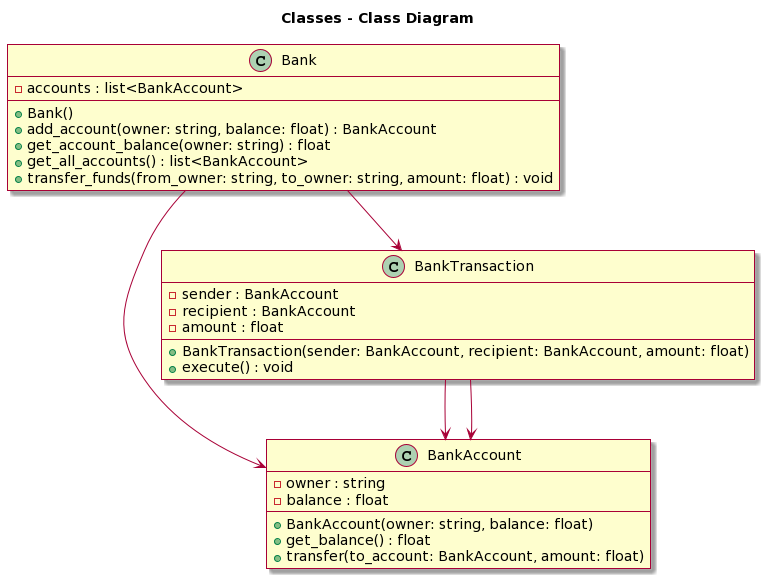 Classes - Class Diagram
C Bank
accounts : list<BankAccount>
Bank()
add_account(owner: string, balance: float) : BankAccount
get_account_balance(owner: string) : float
get_all_accounts() : list<BankAccount>
transfer_funds(from_owner: string, to_owner: string, amount: float) : void
C BankTransaction
sender : BankAccount
recipient : BankAccount
amount : float
BankTransaction(sender: BankAccount, recipient: BankAccount, amount: float)
execute() : void
C BankAccount
owner : string
balance : float
BankAccount(owner: string, balance: float)
get_balance() : float
transfer(to_account: BankAccount, amount: float)